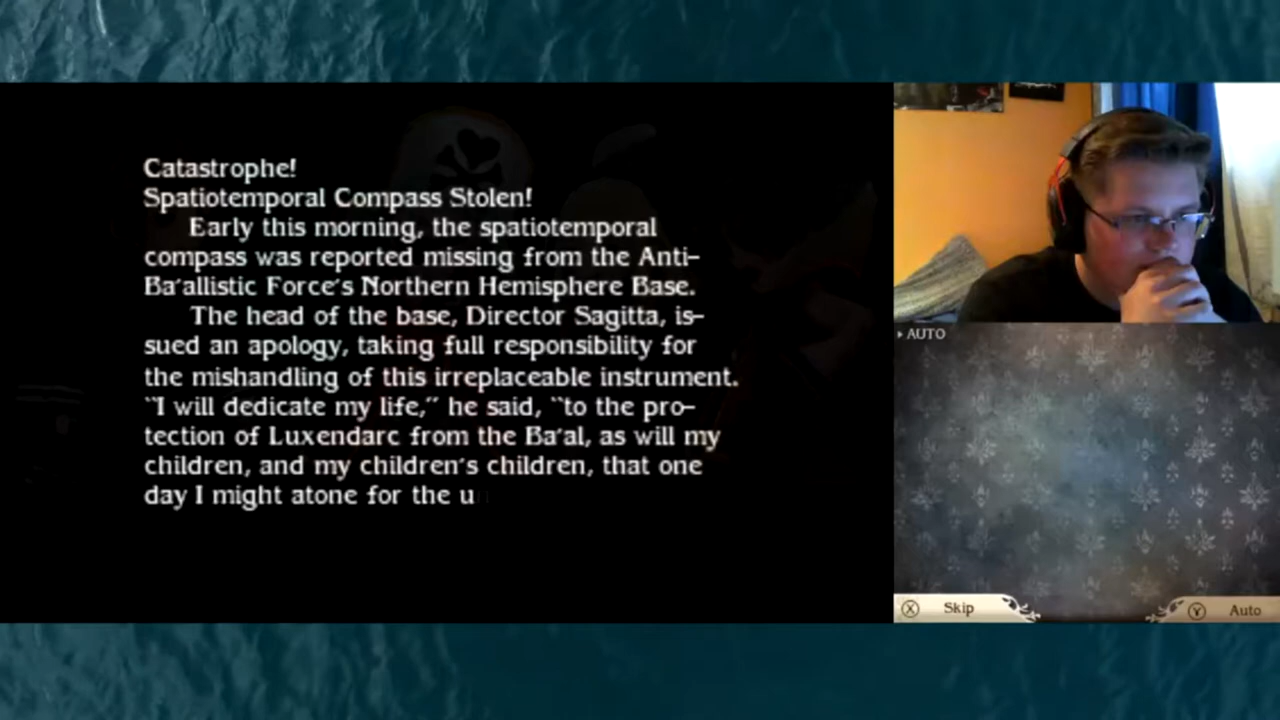 Catastrophe!
Spatiotemporal Compass Stolen!
Early this morning, the spatiotemporal
compass was reported missing from the Anti-
Ba'allistic Force's Northern Hemisphere Base.
The head of the base, Director Sagitta, is-
sued an apology, taking full responsibility for
the mishandling of this irreplaceable instrument.
"I will dedicate my life," he said, "to the pro-
tection of Luxendarc from the Ba'al, as will my
children, and my children's children, that one
day I might atone for the u
AUTO
X Skip
Y Auto